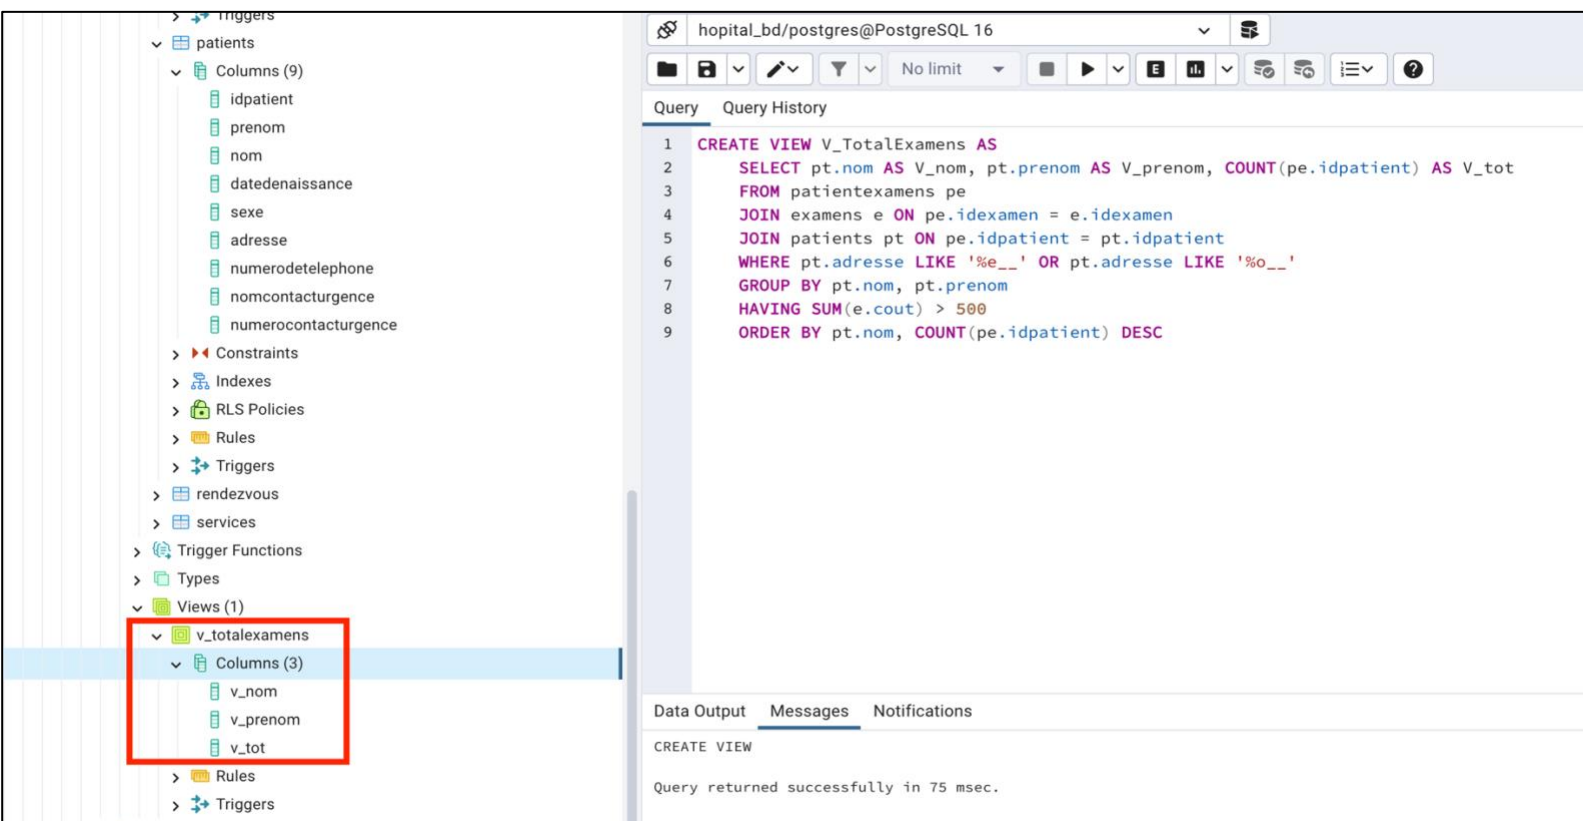 Triggers
patients
Columns (9)
idpatient
prenom
nom
datedenaissance
sexe
adresse
numerodetelephone
nomcontacturgence
numerocontacturgence
Constraints
Indexes
RLS Policies
Rules
Triggers
rendezvous
services
Trigger Functions
Types
Views (1)
v_totalexamens
Columns (3)
v_nom
v_prenom
v_tot
Rules
Triggers
hopital_bd/postgres@PostgreSQL 16
No limit
E
Query Query History
1 CREATE VIEW V_TotalExamens AS
2 SELECT pt.nom AS V_nom, pt.prenom AS V_prenom, COUNT(pe.idpatient) AS V_tot
3 FROM patientexamens pe
4 JOIN examens e ON pe.idexamen = e.idexamen
5 JOIN patients pt ON pe.idpatient = pt.idpatient
6 WHERE pt.adresse LIKE '%e__' OR pt.adresse LIKE '%o__'
7 GROUP BY pt.nom, pt.prenom
8 HAVING SUM(e.cout) > 500
9 ORDER BY pt.nom, COUNT(pe.idpatient) DESC
Data Output Messages Notifications
CREATE VIEW
Query returned successfully in 75 msec.